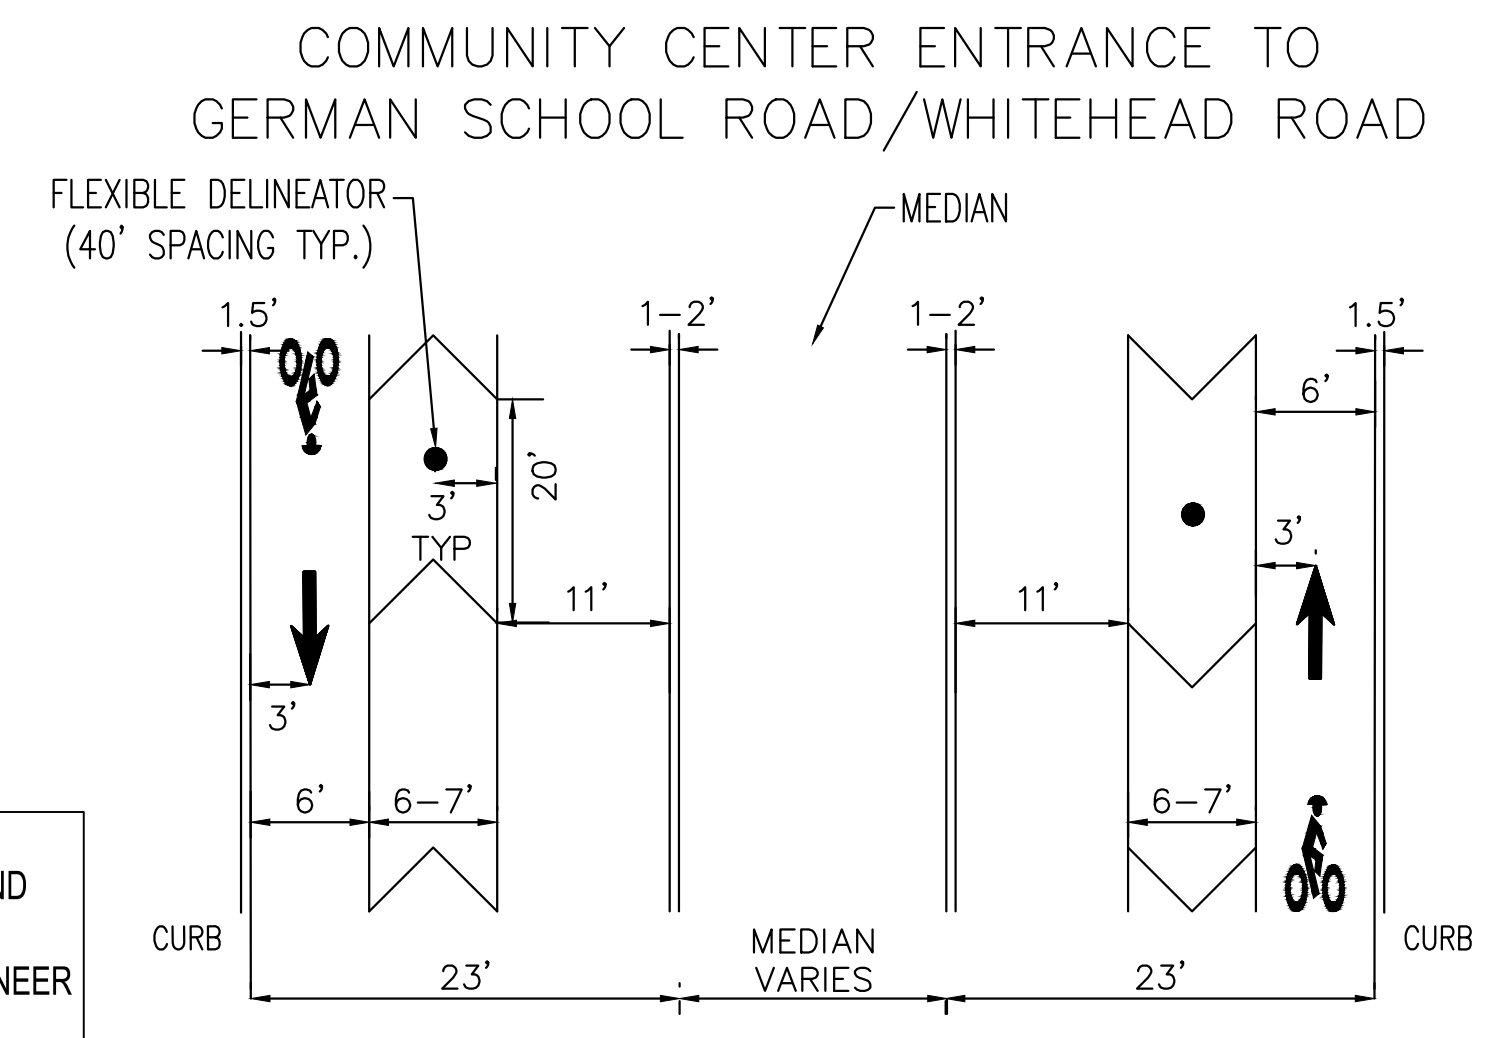 COMMUNITY CENTER ENTRANCE TO
GERMAN SCHOOL ROAD/WHITEHEAD ROAD
FLEXIBLE DELINEATOR
(40' SPACING TYP.)
MEDIAN
1.5'
1-2'
1-2'
1.5'
6'
20'
3'
TYP
3'
11'
11'
3'
6'
6-7'
6-7'
ND
NEER
CURB
MEDIAN
VARIES
CURB
23'
23'